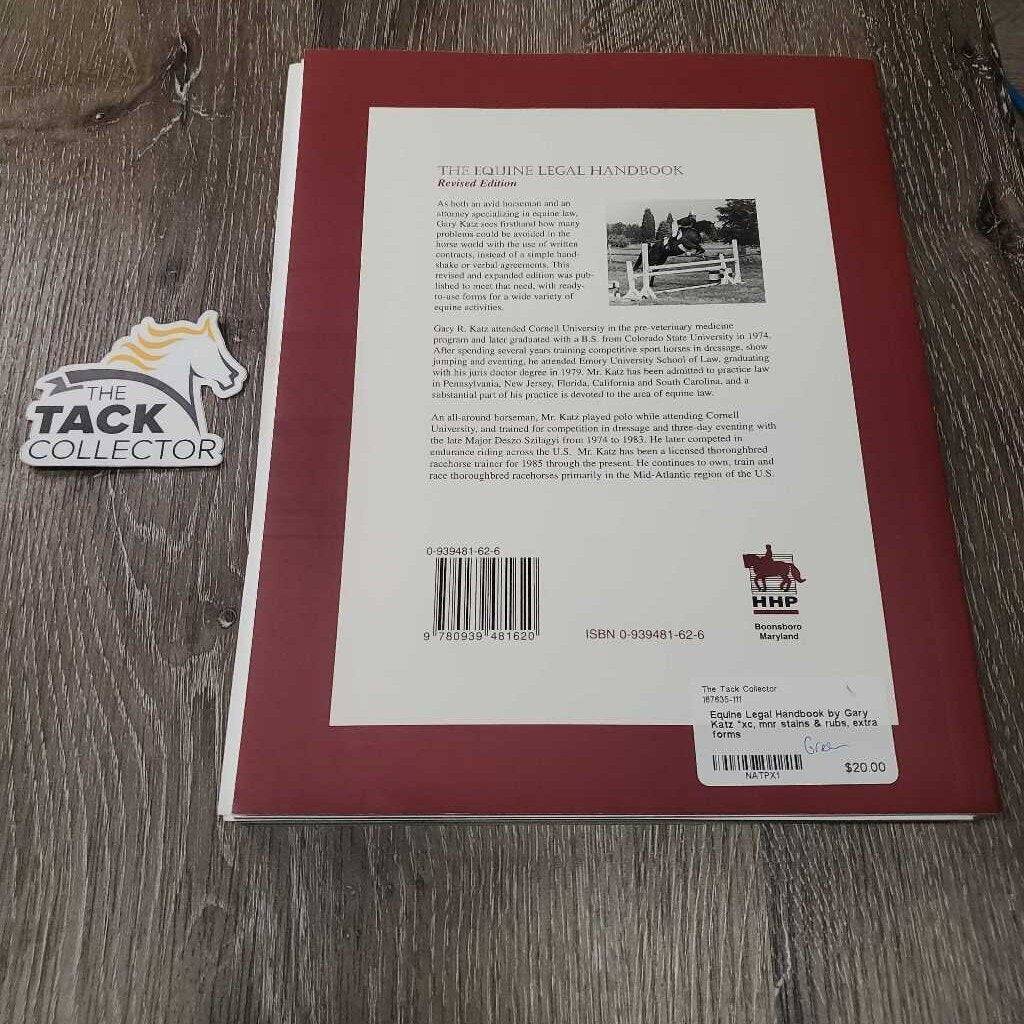 THE
TACK
COLLECTOR
THE EQUINE LEGAL HANDBOOK
Revised Edition
As both an avid horseman and an
attorney specializing in equine law,
Gary Katz sees firsthand how many
problems could be avoided in the
horse world with the use of written
contracts, instead of a simple hand-
shake or verbal agreements. This
revised and expanded edition was pub-
lished to meet that need, with ready-
to-use forms for a wide variety of
equine activities.
Gary R. Katz attended Cornell University in the pre-veterinary medicine
program and later graduated with a B.S. from Colorado State University in 1974.
After spending several years training competitive sport horses in dressage, show
jumping and eventing, he attended Emory University School of Law, graduating
with his juris doctor degree in 1979. Mr. Katz has been admitted to practice law
in Pennsylvania, New Jersey, Florida, California and South Carolina, and a
substantial part of his practice is devoted to the area of equine law.
An all-around horseman, Mr. Katz played polo while attending Cornell
University, and trained for competition in dressage and three-day eventing with
the late Major Deszo Szilagyi from 1974 to 1983. He later competed in
endurance riding across the U.S. Mr. Katz has been a licensed thoroughbred
racehorse trainer for 1985 through the present. He continues to own, train and
race thoroughbred racehorses primarily in the Mid-Atlantic region of the U.S.
0-939481-62-6
9 780939 481620
ISBN 0-939481-62-6
HHP
Boonsboro
Maryland
The Tack Collector
167635-111
Equine Legal Handbook by Gary
Katz *xc, mnr stains & rubs, extra
forms
NATPX1
$20.00